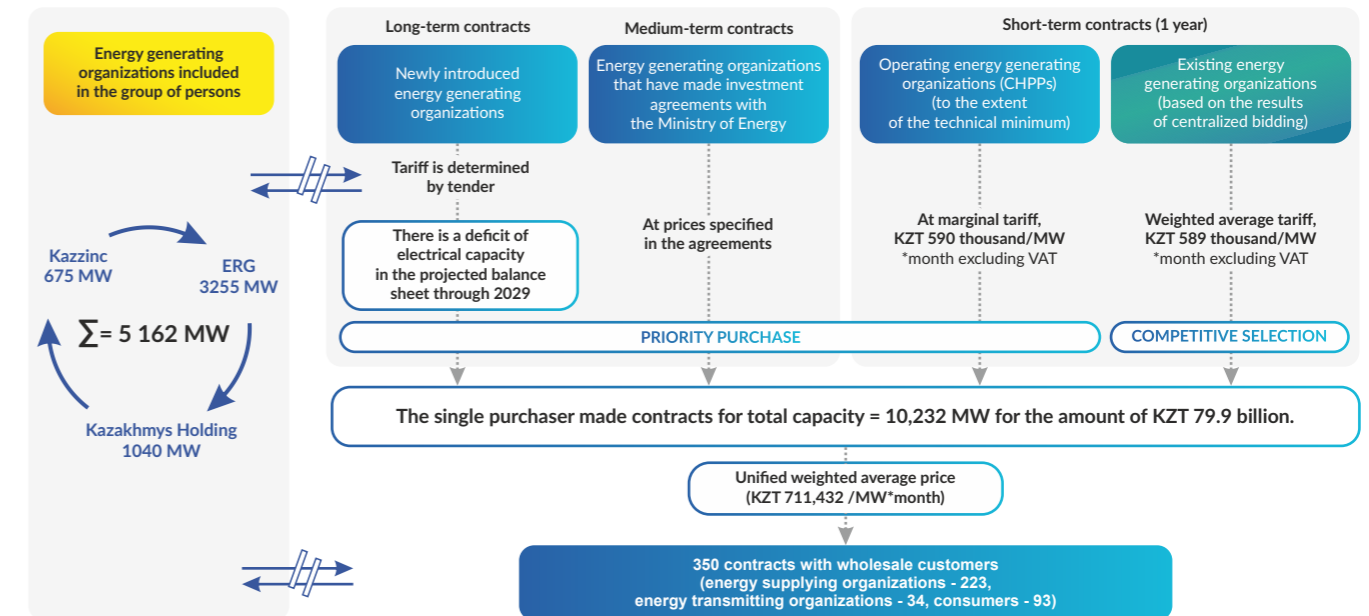 Energy generating
organizations included
in the group of persons
Kazzinc
675 MW
ERG
3255 MW
∑= 5 162 MW
Kazakhmys Holding
1040 MW
Long-term contracts
Newly introduced
energy generating
organizations
Tariff is determined
by tender
There is a deficit of
electrical capacity
in the projected balance
sheet through 2029
Medium-term contracts
Energy generating organizations
that have made investment
agreements with
the Ministry of Energy
At prices specified
in the agreements
Short-term contracts (1 year)
Operating energy generating
organizations (CHPPs)
(to the extent
of the technical minimum)
At marginal tariff,
KZT 590 thousand/MW
*month excluding VAT
Existing energy
generating organizations
(based on the results
of centralized bidding)
Weighted average tariff,
KZT 589 thousand/MW
*month excluding VAT
PRIORITY PURCHASE
COMPETITIVE SELECTION
The single purchaser made contracts for total capacity = 10,232 MW for the amount of KZT 79.9 billion.
Unified weighted average price
(KZT 711,432 /MW*month)
350 contracts with wholesale customers
(energy supplying organizations - 223,
energy transmitting organizations - 34, consumers - 93)